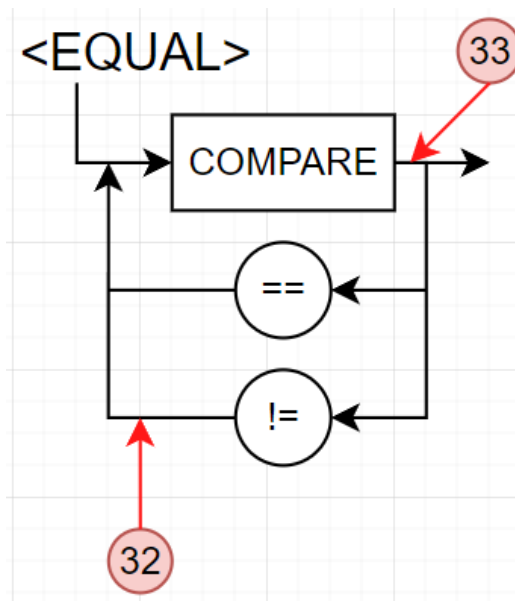 <EQUAL>
33
COMPARE
==
!=
32